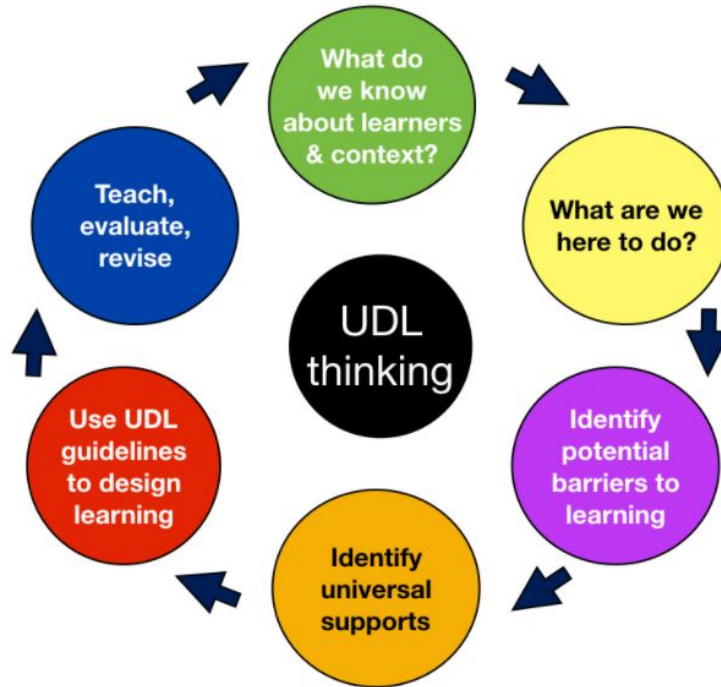 What do
we know
about learners
& context?
What are we
here to do?
Identify
potential
barriers to
learning
Identify
universal
supports
Use UDL
guidelines
to design
learning
Teach,
evaluate,
revise
UDL
thinking